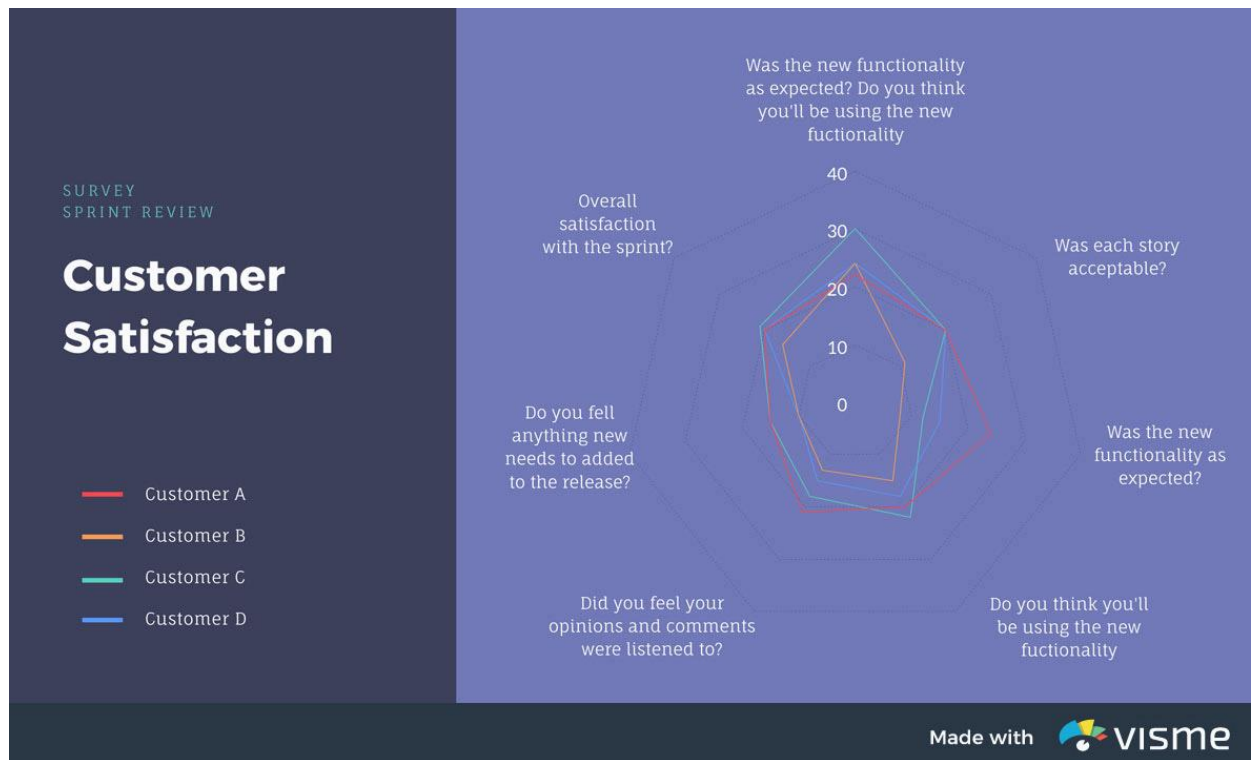 SURVEY
SPRINT REVIEW
Customer
Satisfaction
Customer A
Customer B
Customer C
Customer D
Was the new functionality
as expected? Do you think
you'll be using the new
fuctionality
Was each story
acceptable?
Was the new
functionality as
expected?
Do you think you'll
be using the new
fuctionality
Did you feel your
opinions and comments
were listened to?
Do you fell
anything new
needs to added
to the release?
Overall
satisfaction
with the sprint?
40
30
20
10
0
Made with visme